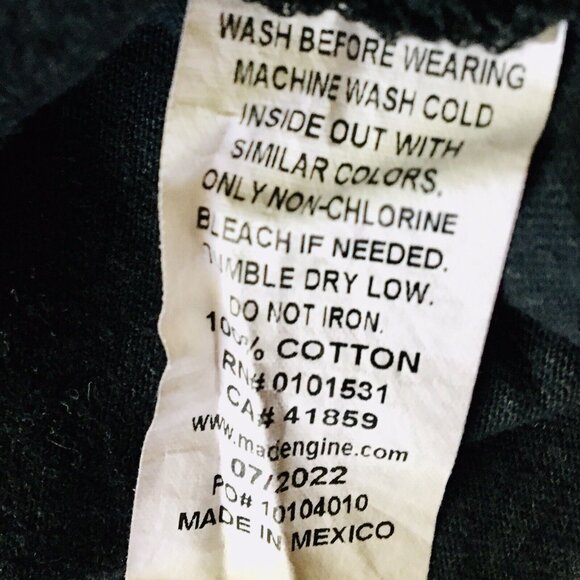 WASH BEFORE WEARING
MACHINE WASH COLD
INSIDE OUT WITH
SIMILAR COLORS.
ONLY NON-CHLORINE
BLEACH IF NEEDED.
TUMBLE DRY LOW.
DO NOT IRON.
100% COTTON
RN# 0101531
CA# 41859
www.madengine.com
07/2022
PO# 10104010
MADE IN MEXICO